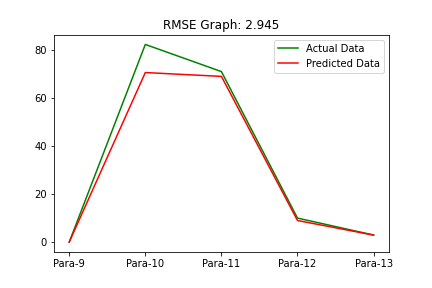 RMSE Graph: 2.945
Actual Data
Predicted Data
80
60
40
20
0
Para-9 Para-10 Para-11 Para-12 Para-13